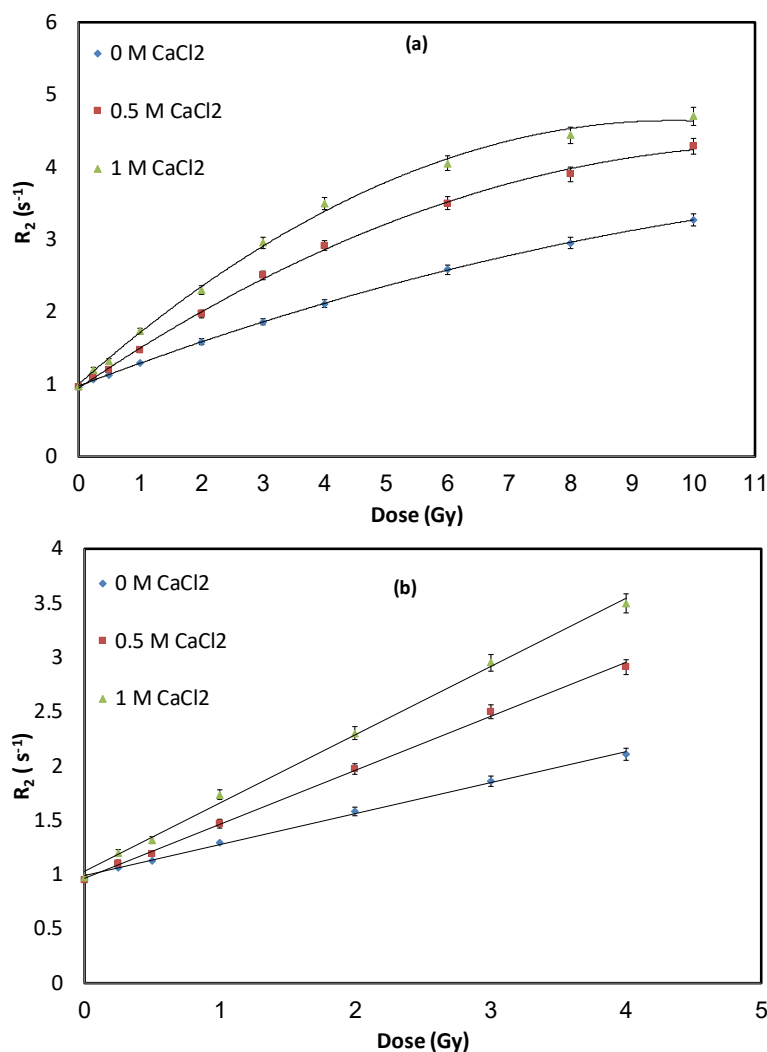 (a)
0 M CaCl2
0.5 M CaCl2
1 M CaCl2
R2 (s-1)
6
5
4
3
2
1
0
0 1 2 3 4 5 6 7 8 9 10 11
Dose (Gy)
(b)
0 M CaCl2
0.5 M CaCl2
1 M CaCl2
R2 ( s-1)
4
3.5
3
2.5
2
1.5
1
0.5
0
0 1 2 3 4 5
Dose (Gy)